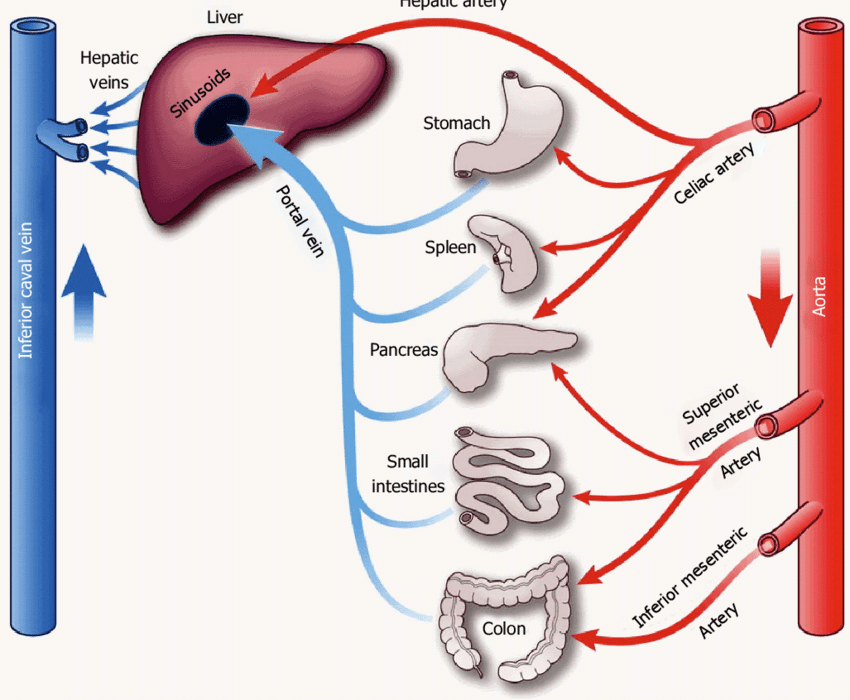 Hepatic artery
Liver
Hepatic
veins
Sinusoids
Stomach
Celiac artery
Portal vein
Spleen
Inferior caval vein
Aorta
Pancreas
Superior
mesenteric
Artery
Small
intestines
Inferior mesenteric
Artery
Colon